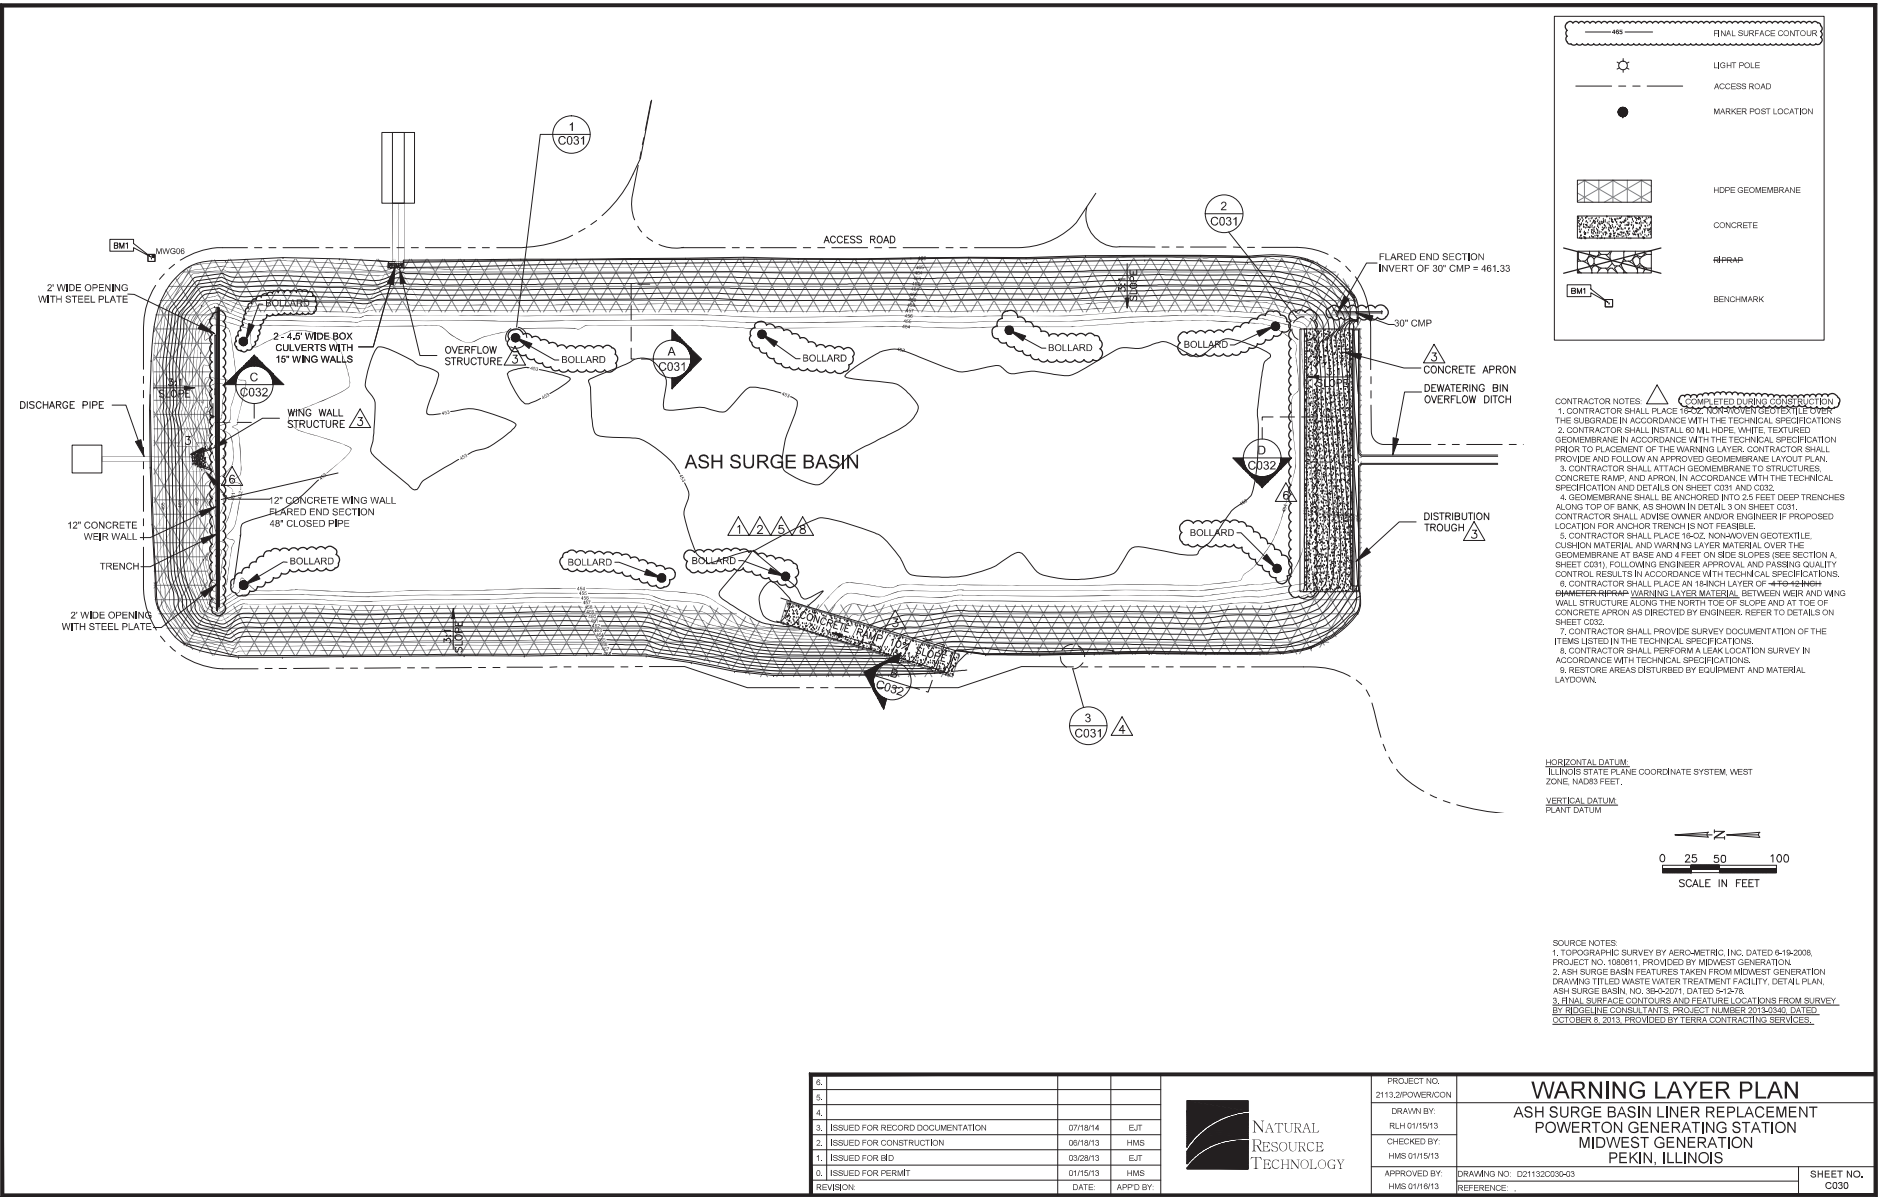 465 FINAL SURFACE CONTOUR
LIGHT POLE
ACCESS ROAD
MARKER POST LOCATION
HDPE GEOMEMBRANE
CONCRETE
RIPRAP
BM1 BENCHMARK
1
C031
2
C031
ACCESS ROAD
BM1
MWG06
2' WIDE OPENING
WITH STEEL PLATE
BOLLARD
2 - 4.5' WIDE BOX
CULVERTS WITH
15" WING WALLS
OVERFLOW
STRUCTURE 3
BOLLARD
A
C031
BOLLARD
BOLLARD
BOLLARD
3:1
SLOPE
FLARED END SECTION
INVERT OF 30" CMP = 461.33
30" CMP
3
CONCRETE APRON
DEWATERING BIN
OVERFLOW DITCH
C
C032
3:1
SLOPE
SLOPE
DISCHARGE PIPE
WING WALL
STRUCTURE 3
3
6
ASH SURGE BASIN
D
C032
6
12" CONCRETE WING WALL
FLARED END SECTION
48" CLOSED PIPE
12" CONCRETE
WEIR WALL
TRENCH
1 2 5 8
DISTRIBUTION
TROUGH 3
BOLLARD
BOLLARD
BOLLARD
BOLLARD
2' WIDE OPENING
WITH STEEL PLATE
3:1
SLOPE
3
CONCRETE RAMP 10% SLOPE
B
C032
3
C031
4
CONTRACTOR NOTES: COMPLETED DURING CONSTRUCTION
1. CONTRACTOR SHALL PLACE 16-OZ. NON-WOVEN GEOTEXTILE OVER
THE SUBGRADE IN ACCORDANCE WITH THE TECHNICAL SPECIFICATIONS
2. CONTRACTOR SHALL INSTALL 60 MIL HDPE, WHITE, TEXTURED
GEOMEMBRANE IN ACCORDANCE WITH THE TECHNICAL SPECIFICATION
PRIOR TO PLACEMENT OF THE WARNING LAYER. CONTRACTOR SHALL
PROVIDE AND FOLLOW AN APPROVED GEOMEMBRANE LAYOUT PLAN.
3. CONTRACTOR SHALL ATTACH GEOMEMBRANE TO STRUCTURES,
CONCRETE RAMP, AND APRON, IN ACCORDANCE WITH THE TECHNICAL
SPECIFICATION AND DETAILS ON SHEET C031 AND C032.
4. GEOMEMBRANE SHALL BE ANCHORED INTO 2.5 FEET DEEP TRENCHES
ALONG TOP OF BANK, AS SHOWN IN DETAIL 3 ON SHEET C031.
CONTRACTOR SHALL ADVISE OWNER AND/OR ENGINEER IF PROPOSED
LOCATION FOR ANCHOR TRENCH IS NOT FEASIBLE.
5. CONTRACTOR SHALL PLACE 16-OZ. NON-WOVEN GEOTEXTILE,
CUSHION MATERIAL AND WARNING LAYER MATERIAL OVER THE
GEOMEMBRANE AT BASE AND 4 FEET ON SIDE SLOPES (SEE SECTION A,
SHEET C031), FOLLOWING ENGINEER APPROVAL AND PASSING QUALITY
CONTROL RESULTS IN ACCORDANCE WITH TECHNICAL SPECIFICATIONS.
6. CONTRACTOR SHALL PLACE AN 18-INCH LAYER OF 4 TO 12 INCH
DIAMETER RIPRAP WARNING LAYER MATERIAL BETWEEN WEIR AND WING
WALL STRUCTURE ALONG THE NORTH TOE OF SLOPE AND AT TOE OF
CONCRETE APRON AS DIRECTED BY ENGINEER. REFER TO DETAILS ON
SHEET C032.
7. CONTRACTOR SHALL PROVIDE SURVEY DOCUMENTATION OF THE
ITEMS LISTED IN THE TECHNICAL SPECIFICATIONS.
8. CONTRACTOR SHALL PERFORM A LEAK LOCATION SURVEY IN
ACCORDANCE WITH TECHNICAL SPECIFICATIONS.
9. RESTORE AREAS DISTURBED BY EQUIPMENT AND MATERIAL
LAYDOWN.
HORIZONTAL DATUM:
ILLINOIS STATE PLANE COORDINATE SYSTEM, WEST
ZONE, NAD83 FEET.
VERTICAL DATUM:
PLANT DATUM
N
0 25 50 100
SCALE IN FEET
SOURCE NOTES:
1. TOPOGRAPHIC SURVEY BY AERO-METRIC, INC. DATED 6-19-2008,
PROJECT NO. 1080611, PROVIDED BY MIDWEST GENERATION.
2. ASH SURGE BASIN FEATURES TAKEN FROM MIDWEST GENERATION
DRAWING TITLED WASTE WATER TREATMENT FACILITY, DETAIL PLAN,
ASH SURGE BASIN, NO. 3B-0-2071, DATED 5-12-78.
3. FINAL SURFACE CONTOURS AND FEATURE LOCATIONS FROM SURVEY
BY RIDGELINE CONSULTANTS, PROJECT NUMBER 2013-0340, DATED
OCTOBER 8, 2013, PROVIDED BY TERRA CONTRACTING SERVICES.
6.
5.
4.
3. ISSUED FOR RECORD DOCUMENTATION 07/18/14 EJT
2. ISSUED FOR CONSTRUCTION 06/18/13 HMS
1. ISSUED FOR BID 03/28/13 EJT
0. ISSUED FOR PERMIT 01/15/13 HMS
REVISION: DATE: APP'D BY:
NATURAL
RESOURCE
TECHNOLOGY
PROJECT NO.
2113.2/POWER/CON
DRAWN BY:
RLH 01/15/13
CHECKED BY:
HMS 01/15/13
APPROVED BY:
HMS 01/16/13
WARNING LAYER PLAN
ASH SURGE BASIN LINER REPLACEMENT
POWERTON GENERATING STATION
MIDWEST GENERATION
PEKIN, ILLINOIS
DRAWING NO: D21132C030-03
REFERENCE: .
SHEET NO.
C030